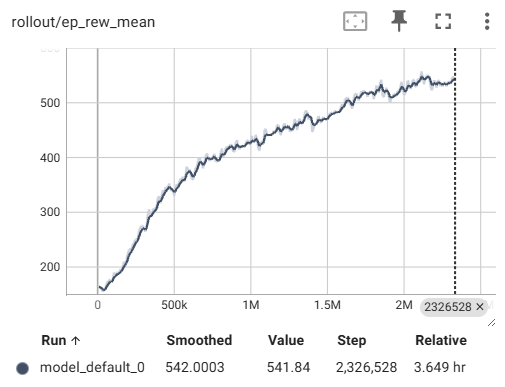 rollout/ep_rew_mean
500
400
300
200
0 500k 1M 1.5M 2M 2326528 ✕
Run ↑ Smoothed Value Step Relative
model_default_0 542.0003 541.84 2,326,528 3.649 hr